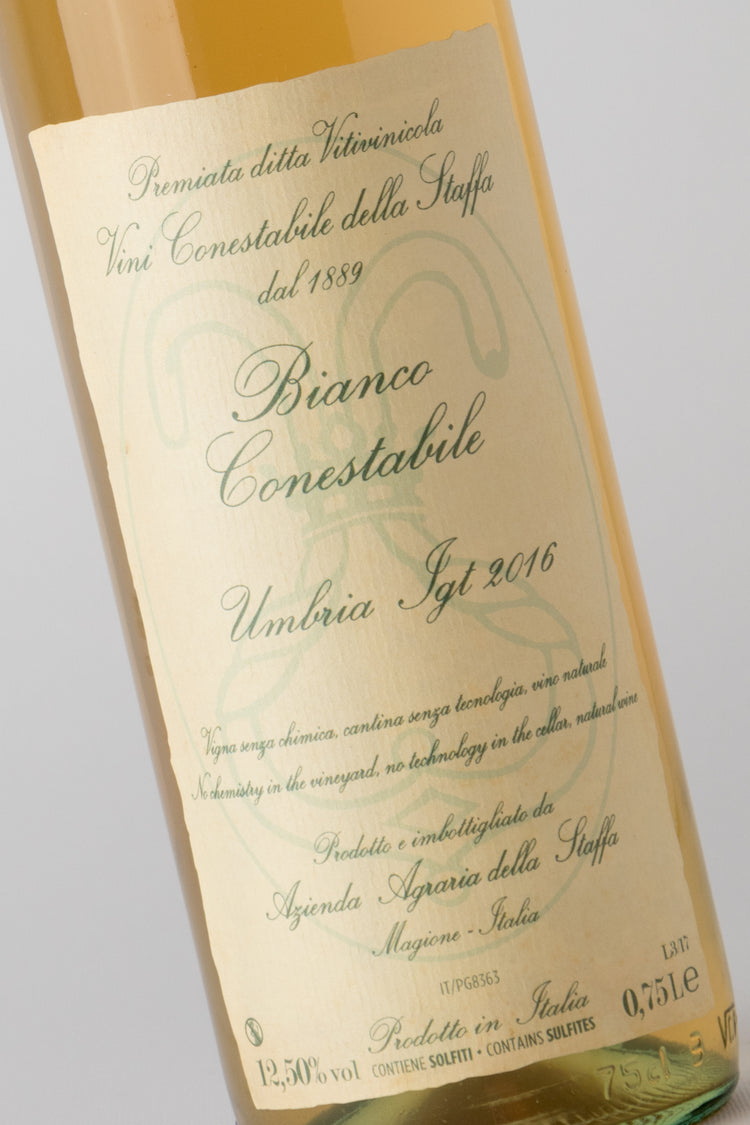 Premiata ditta Vitivinicola
Vini Conestabile della Staffa
dal 1889
Bianco
Conestabile
Umbria Igt 2016
Vigna senza chimica, cantina senza tecnologia, vino naturale
No chemistry in the vineyard, no technology in the cellar, natural wine
Prodotto e imbottigliato da
Azienda Agraria della Staffa
Magione - Italia
IT/PG8363
L3/17
Prodotto in Italia
0,75L e
12,50% vol
CONTIENE SOLFITI • CONTAINS SULFITES
75cl 3